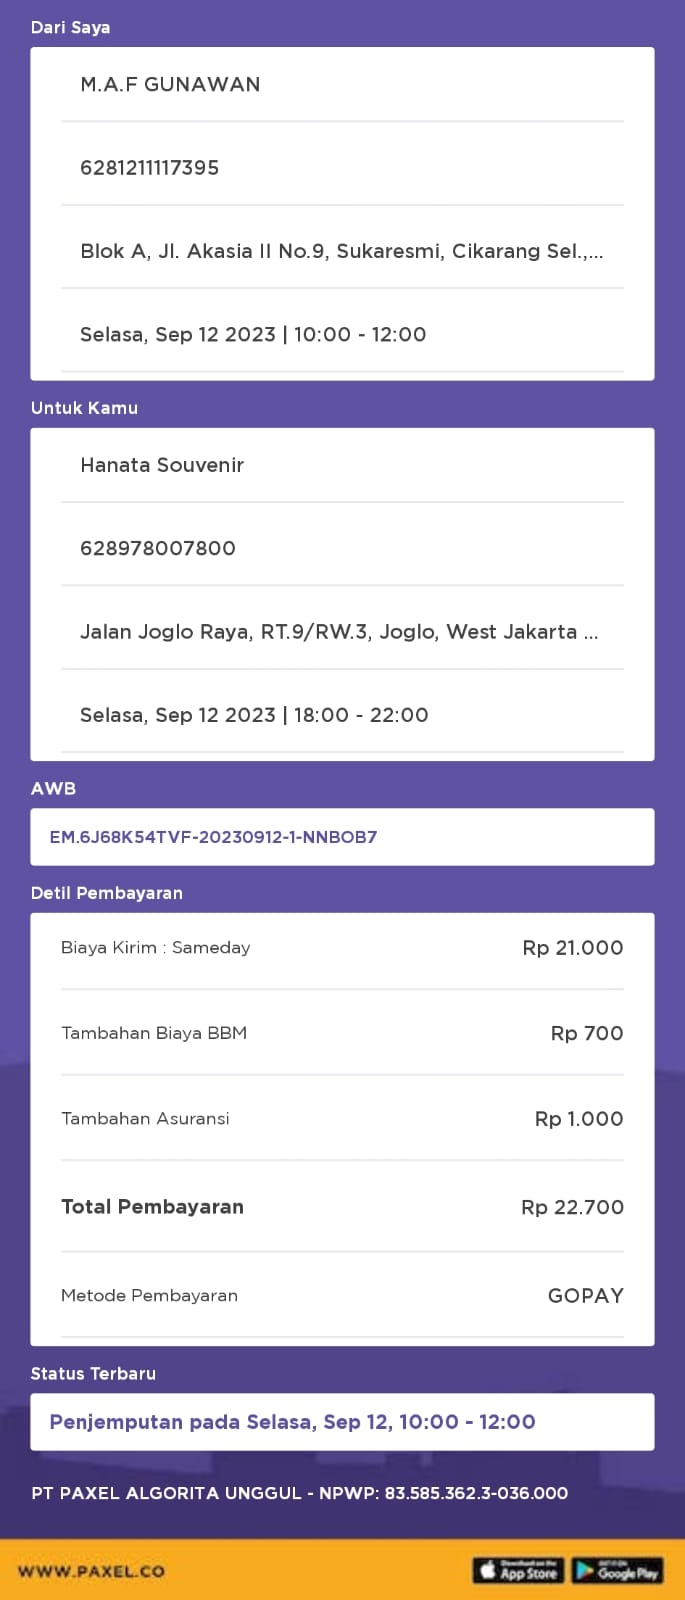 Dari Saya
M.A.F GUNAWAN
6281211117395
Blok A, Jl. Akasia II No.9, Sukaresmi, Cikarang Sel.,...
Selasa, Sep 12 2023 | 10:00 - 12:00
Untuk Kamu
Hanata Souvenir
628978007800
Jalan Joglo Raya, RT.9/RW.3, Joglo, West Jakarta ...
Selasa, Sep 12 2023 | 18:00 - 22:00
AWB
EM.6J68K54TVF-20230912-1-NNBOB7
Detil Pembayaran
Biaya Kirim : Sameday Rp 21.000
Tambahan Biaya BBM Rp 700
Tambahan Asuransi Rp 1.000
Total Pembayaran Rp 22.700
Metode Pembayaran GOPAY
Status Terbaru
Penjemputan pada Selasa, Sep 12, 10:00 - 12:00
PT PAXEL ALGORITA UNGGUL - NPWP: 83.585.362.3-036.000
WWW.PAXEL.CO
Download on the App Store
GET IT ON Google Play